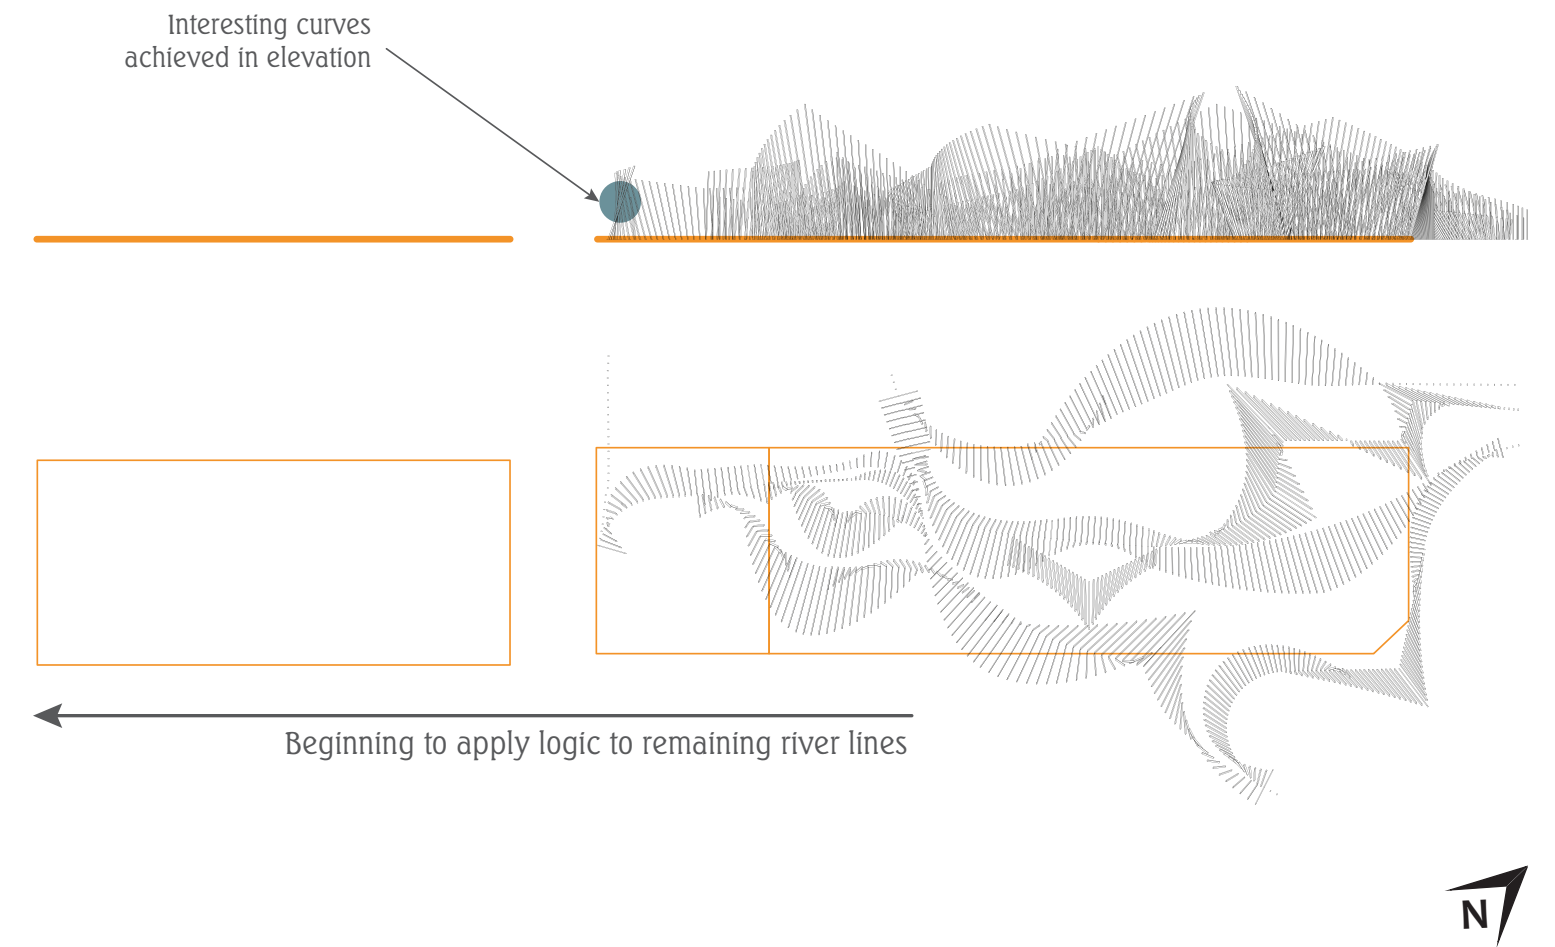 Interesting curves
achieved in elevation
Beginning to apply logic to remaining river lines
N